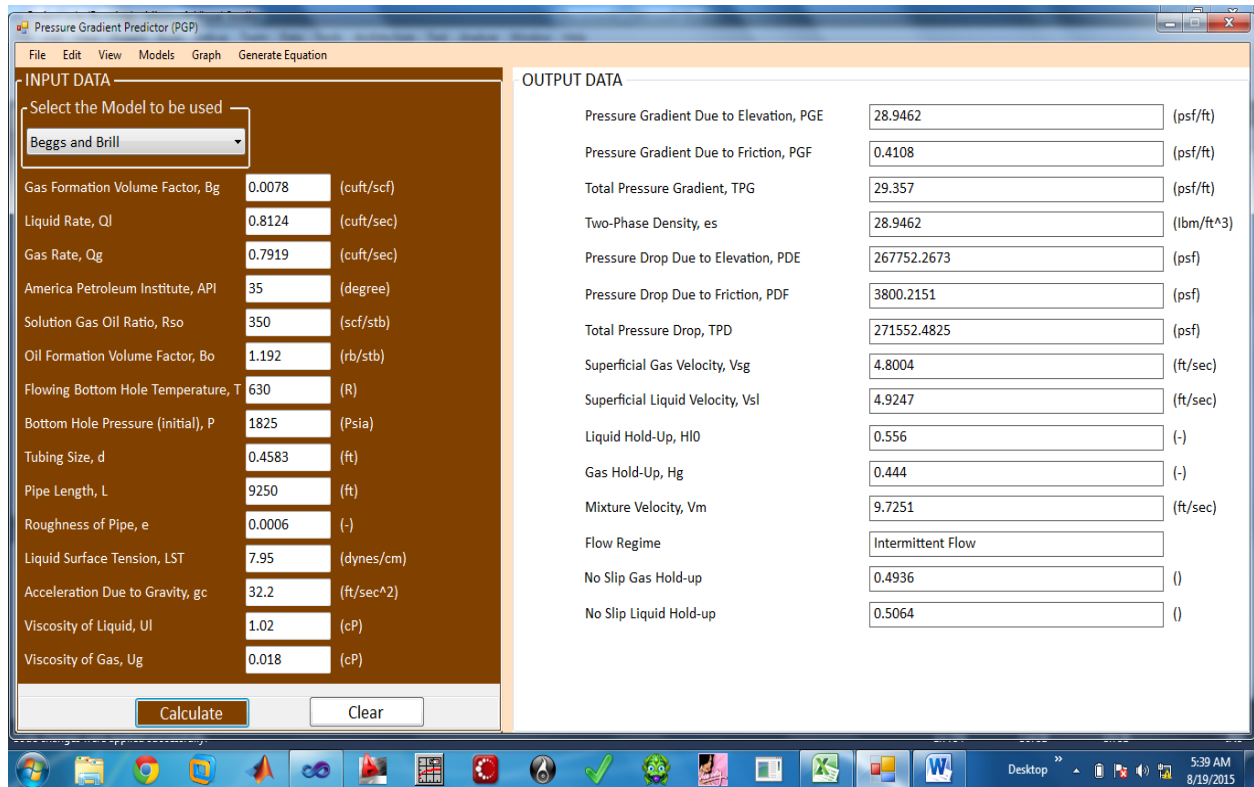 Pressure Gradient Predictor (PGP)
File Edit View Models Graph Generate Equation
INPUT DATA
Select the Model to be used
Beggs and Brill
Gas Formation Volume Factor, Bg 0.0078 (cuft/scf)
Liquid Rate, Ql 0.8124 (cuft/sec)
Gas Rate, Qg 0.7919 (cuft/sec)
America Petroleum Institute, API 35 (degree)
Solution Gas Oil Ratio, Rso 350 (scf/stb)
Oil Formation Volume Factor, Bo 1.192 (rb/stb)
Flowing Bottom Hole Temperature, T 630 (R)
Bottom Hole Pressure (initial), P 1825 (Psia)
Tubing Size, d 0.4583 (ft)
Pipe Length, L 9250 (ft)
Roughness of Pipe, e 0.0006 (-)
Liquid Surface Tension, LST 7.95 (dynes/cm)
Acceleration Due to Gravity, gc 32.2 (ft/sec^2)
Viscosity of Liquid, Ul 1.02 (cP)
Viscosity of Gas, Ug 0.018 (cP)
Calculate Clear
OUTPUT DATA
Pressure Gradient Due to Elevation, PGE 28.9462 (psf/ft)
Pressure Gradient Due to Friction, PGF 0.4108 (psf/ft)
Total Pressure Gradient, TPG 29.357 (psf/ft)
Two-Phase Density, es 28.9462 (Ibm/ft^3)
Pressure Drop Due to Elevation, PDE 267752.2673 (psf)
Pressure Drop Due to Friction, PDF 3800.2151 (psf)
Total Pressure Drop, TPD 271552.4825 (psf)
Superficial Gas Velocity, Vsg 4.8004 (ft/sec)
Superficial Liquid Velocity, Vsl 4.9247 (ft/sec)
Liquid Hold-Up, Hl0 0.556 (-)
Gas Hold-Up, Hg 0.444 (-)
Mixture Velocity, Vm 9.7251 (ft/sec)
Flow Regime Intermittent Flow
No Slip Gas Hold-up 0.4936 ()
No Slip Liquid Hold-up 0.5064 ()
Desktop
5:39 AM
8/19/2015